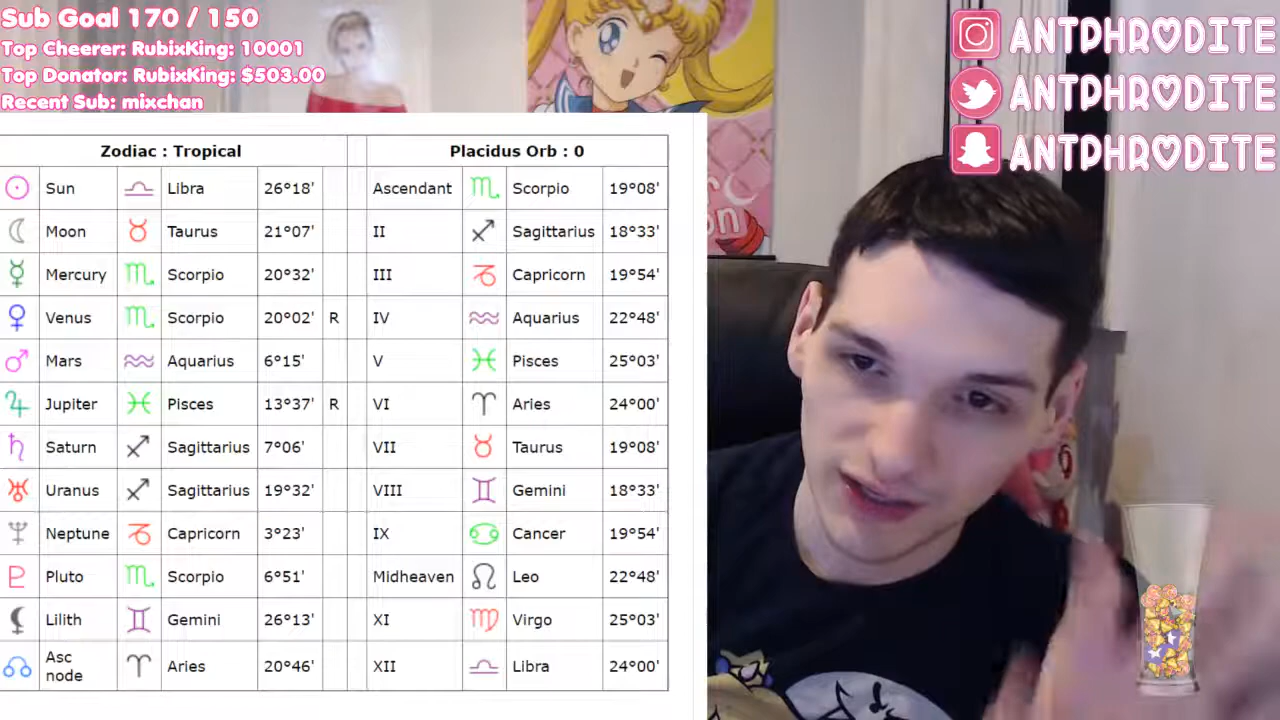 Sub Goal 170 / 150
Top Cheerer: RubixKing: 10001
Top Donator: RubixKing: $503.00
Recent Sub: mixchan
ANTPHR♡DITE
ANTPHR♡DITE
ANTPHR♡DITE
Zodiac : Tropical Placidus Orb : 0
Sun Libra 26°18' Ascendant Scorpio 19°08'
Moon Taurus 21°07' II Sagittarius 18°33'
Mercury Scorpio 20°32' III Capricorn 19°54'
Venus Scorpio 20°02' R IV Aquarius 22°48'
Mars Aquarius 6°15' V Pisces 25°03'
Jupiter Pisces 13°37' R VI Aries 24°00'
Saturn Sagittarius 7°06' VII Taurus 19°08'
Uranus Sagittarius 19°32' VIII Gemini 18°33'
Neptune Capricorn 3°23' IX Cancer 19°54'
Pluto Scorpio 6°51' Midheaven Leo 22°48'
Lilith Gemini 26°13' XI Virgo 25°03'
Asc
node Aries 20°46' XII Libra 24°00'